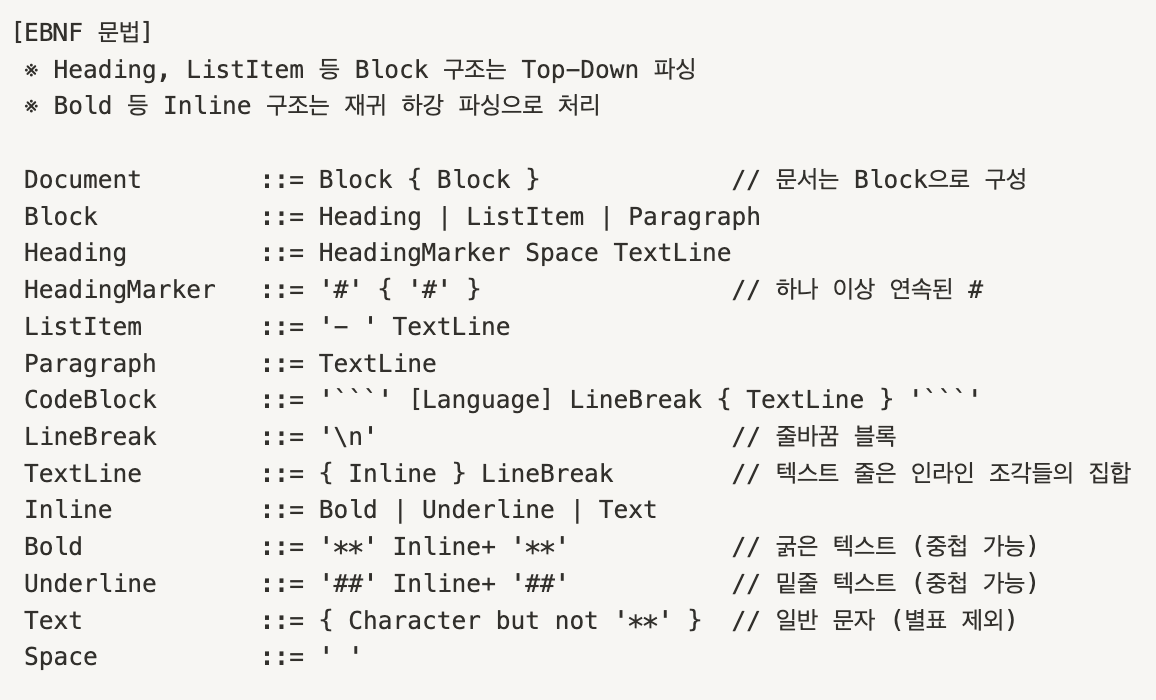 [EBNF 문법]
※ Heading, ListItem 등 Block 구조는 Top-Down 파싱
※ Bold 등 Inline 구조는 재귀 하강 파싱으로 처리
Document ::= Block { Block } // 문서는 Block으로 구성
Block ::= Heading | ListItem | Paragraph
Heading ::= HeadingMarker Space TextLine
HeadingMarker ::= '#' { '#' } // 하나 이상 연속된 #
ListItem ::= '- ' TextLine
Paragraph ::= TextLine
CodeBlock ::= '```' [Language] LineBreak { TextLine } '```'
LineBreak ::= '\n' // 줄바꿈 블록
TextLine ::= { Inline } LineBreak // 텍스트 줄은 인라인 조각들의 집합
Inline ::= Bold | Underline | Text
Bold ::= '**' Inline+ '**' // 굵은 텍스트 (중첩 가능)
Underline ::= '##' Inline+ '##' // 밑줄 텍스트 (중첩 가능)
Text ::= { Character but not '**' } // 일반 문자 (별표 제외)
Space ::= ' '